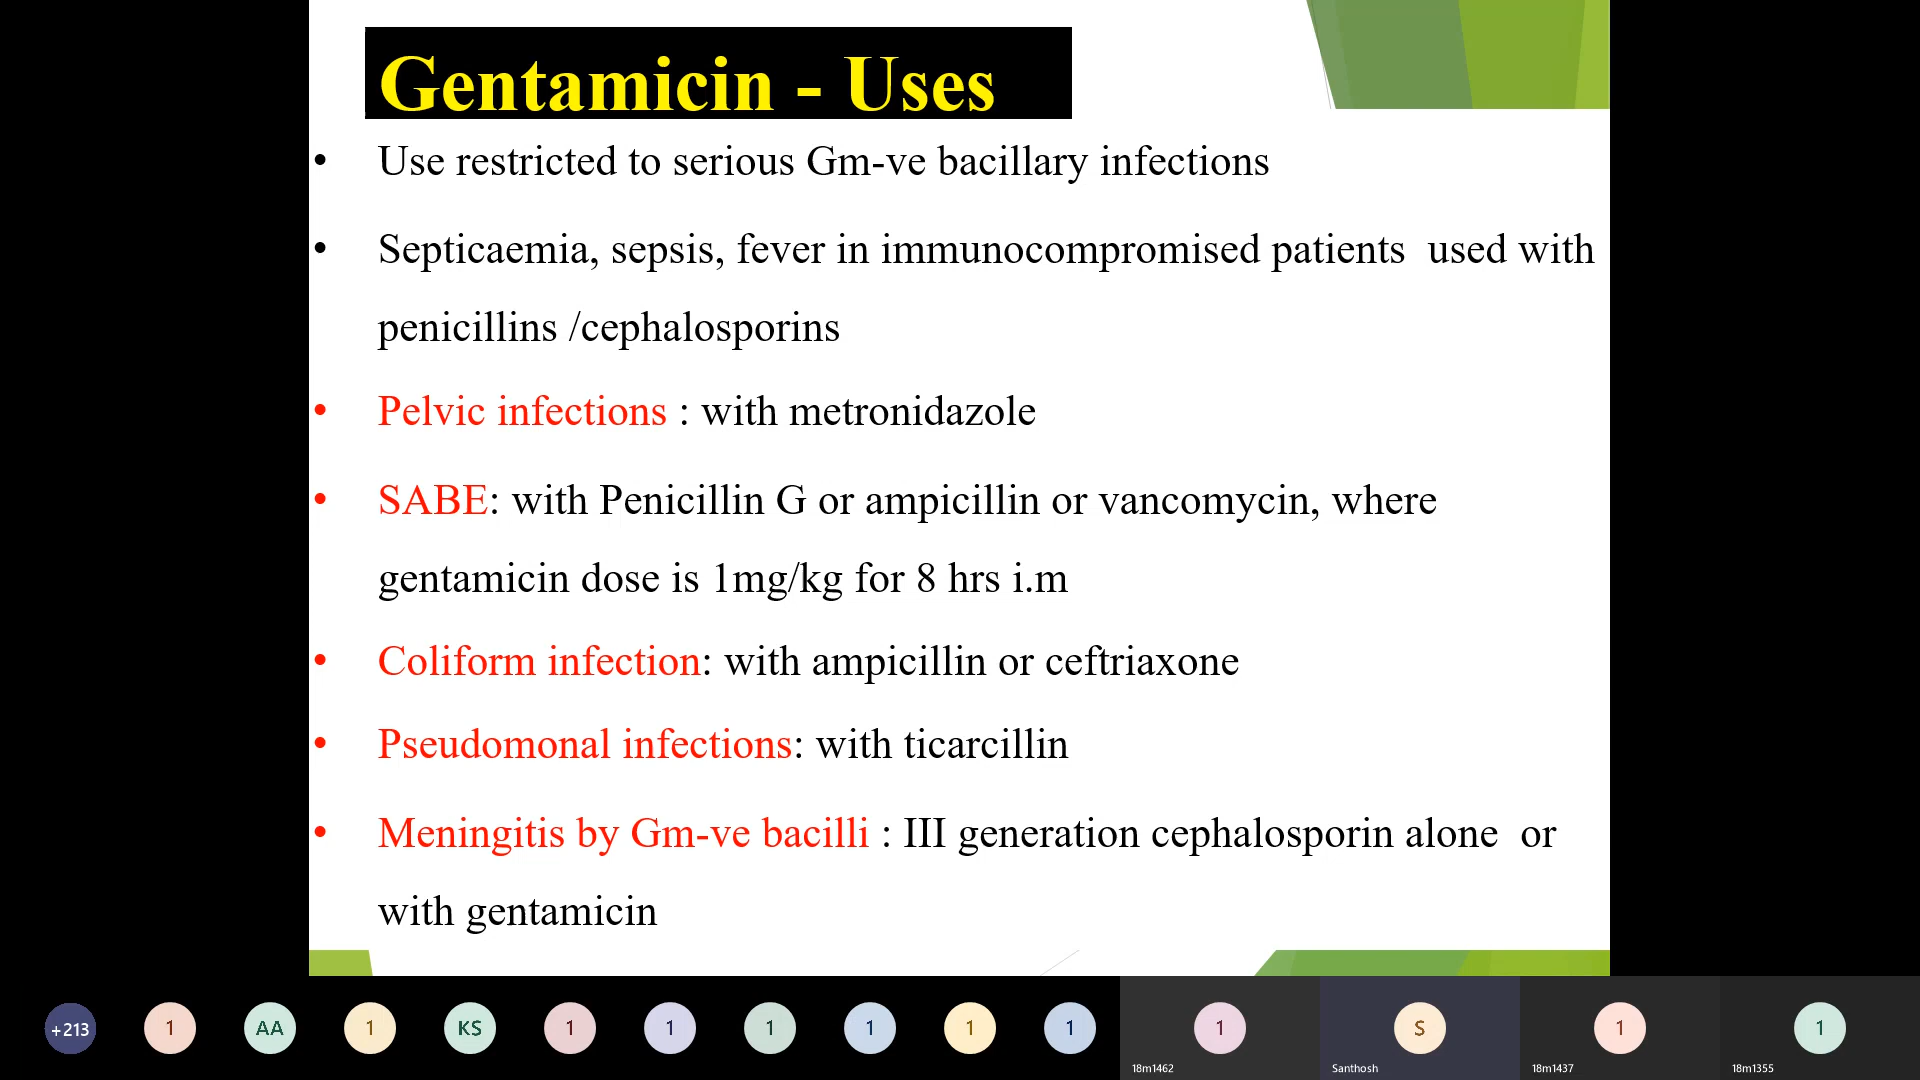 Gentamicin - Uses
• Use restricted to serious Gm-ve bacillary infections
• Septicaemia, sepsis, fever in immunocompromised patients used with
penicillins /cephalosporins
• Pelvic infections : with metronidazole
• SABE: with Penicillin G or ampicillin or vancomycin, where
gentamicin dose is 1mg/kg for 8 hrs i.m
• Coliform infection: with ampicillin or ceftriaxone
• Pseudomonal infections: with ticarcillin
• Meningitis by Gm-ve bacilli : III generation cephalosporin alone or
with gentamicin
+213 1 AA 1 KS 1 1 1 1 1 1 1 S 1 1
18m1462 Santhosh 18m1437 18m1355